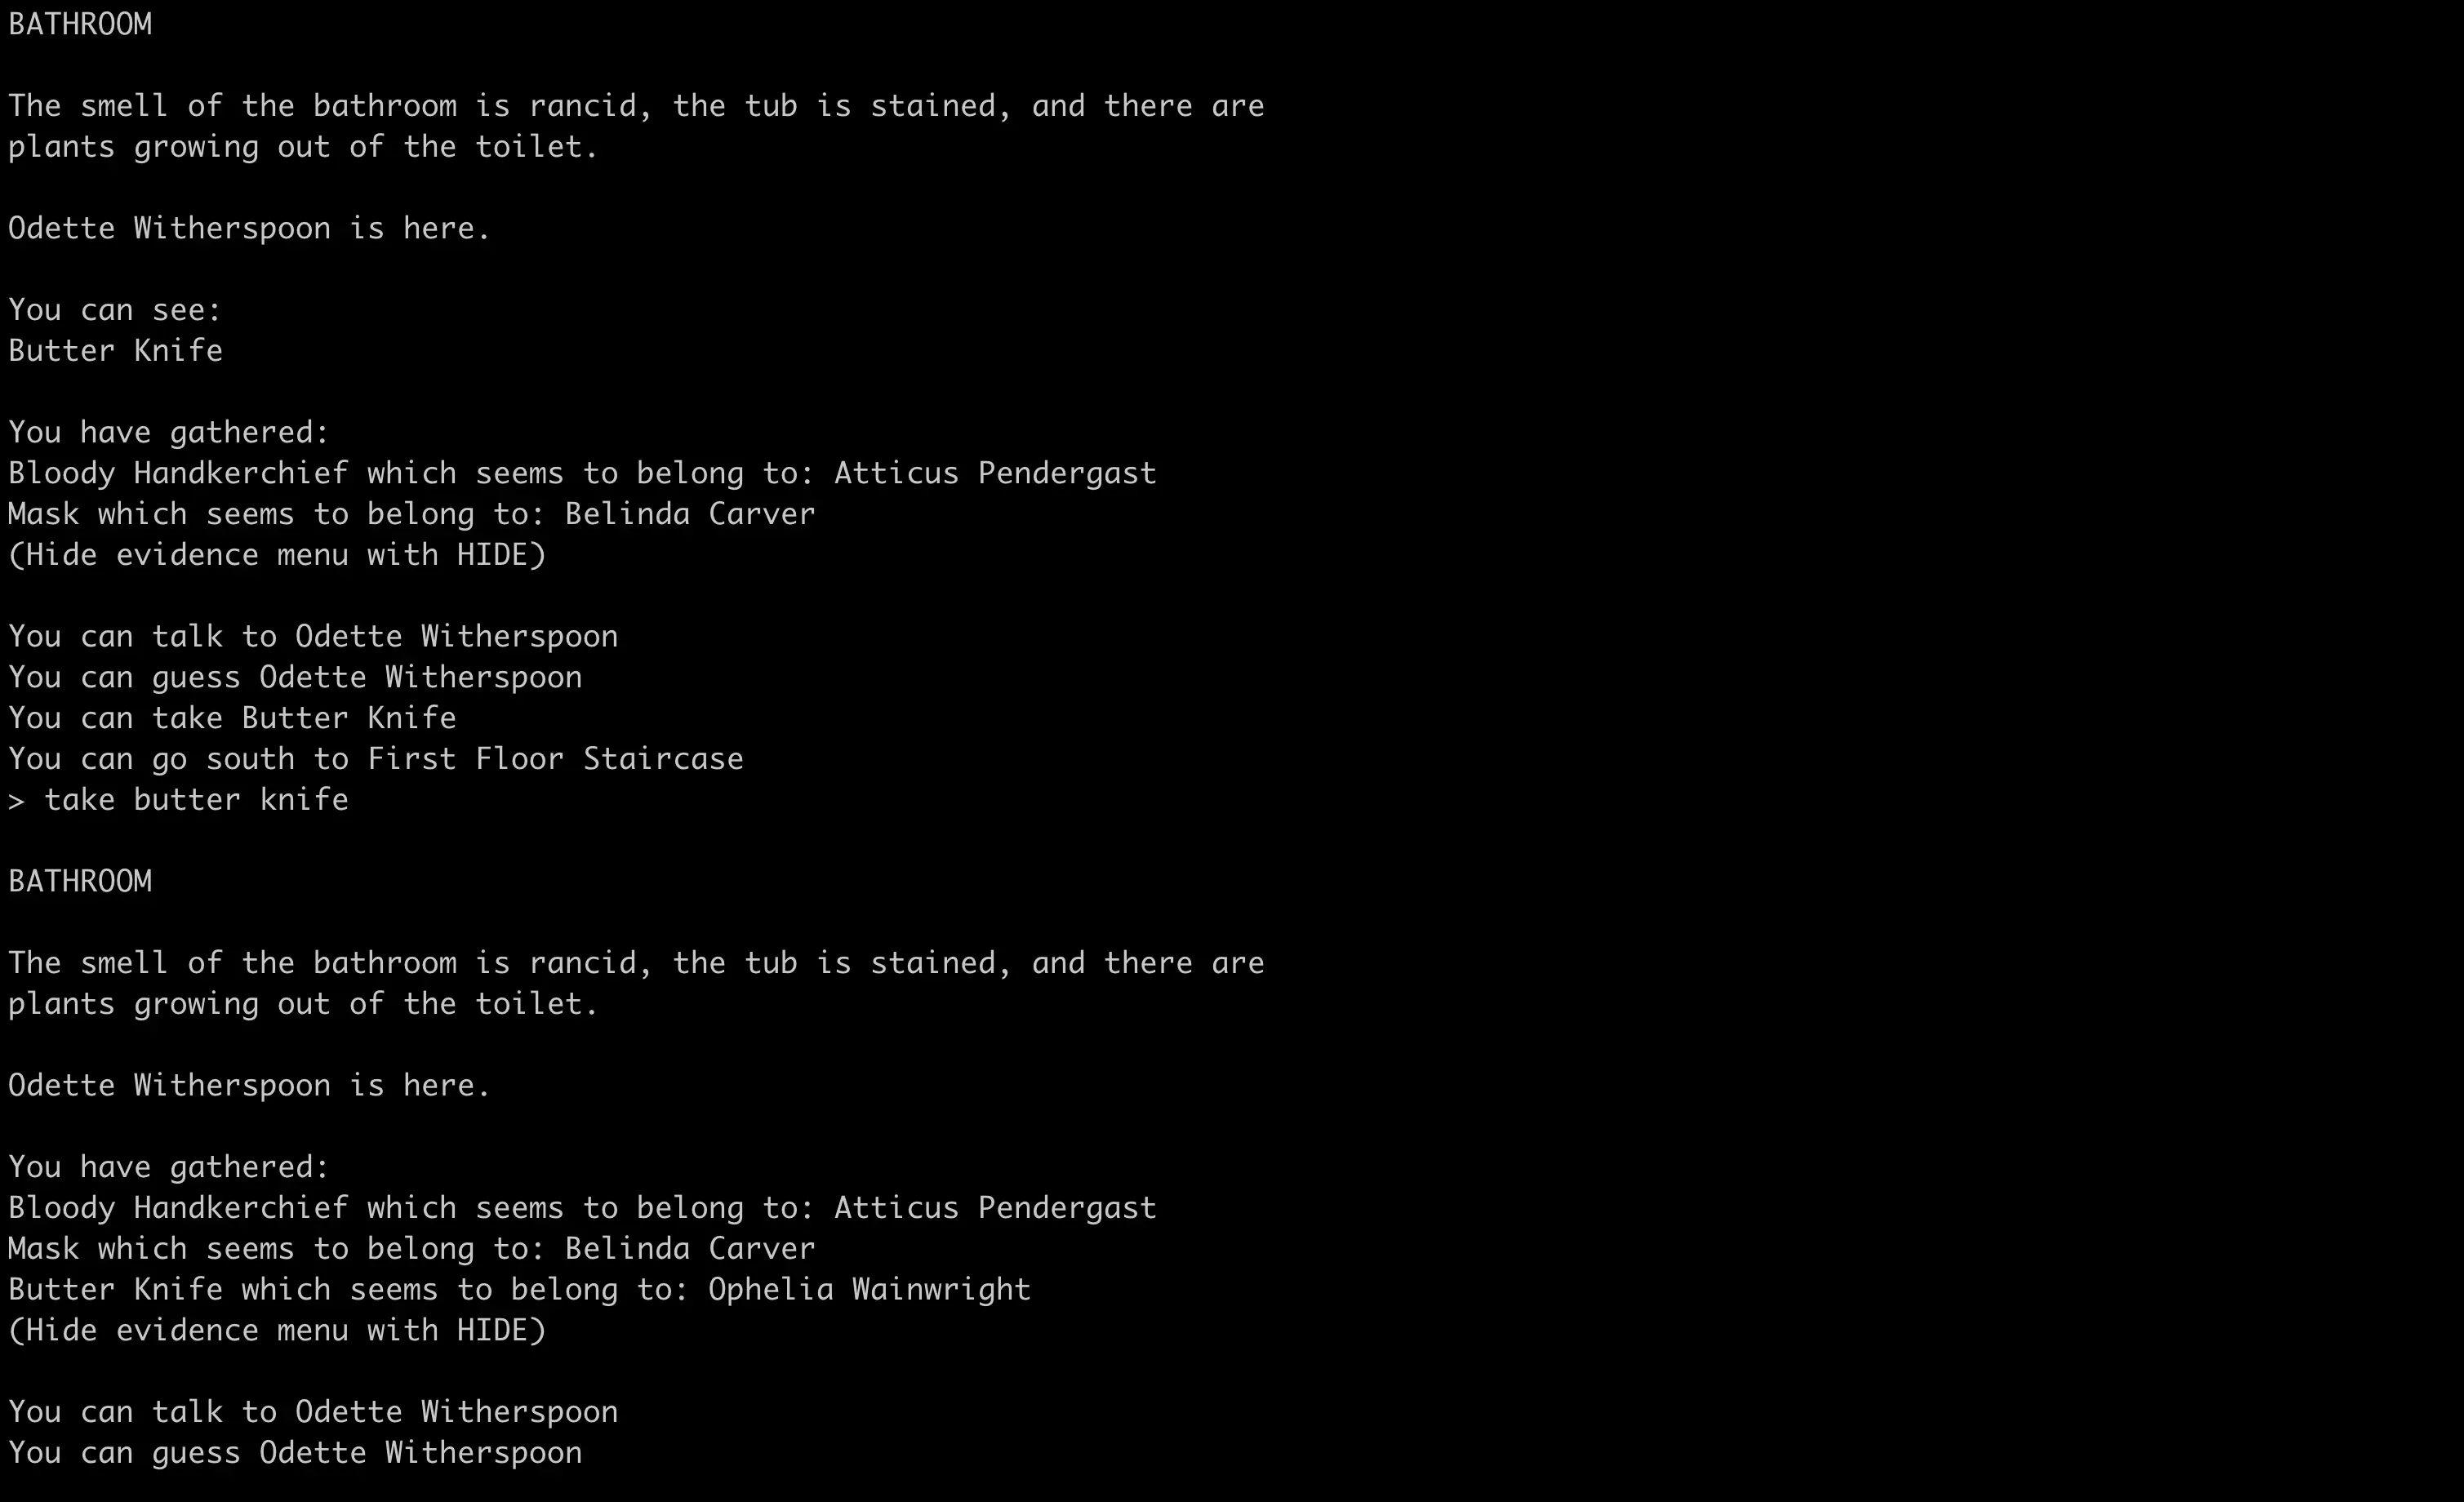 BATHROOM
The smell of the bathroom is rancid, the tub is stained, and there are
plants growing out of the toilet.
Odette Witherspoon is here.
You can see:
Butter Knife
You have gathered:
Bloody Handkerchief which seems to belong to: Atticus Pendergast
Mask which seems to belong to: Belinda Carver
(Hide evidence menu with HIDE)
You can talk to Odette Witherspoon
You can guess Odette Witherspoon
You can take Butter Knife
You can go south to First Floor Staircase
> take butter knife
BATHROOM
The smell of the bathroom is rancid, the tub is stained, and there are
plants growing out of the toilet.
Odette Witherspoon is here.
You have gathered:
Bloody Handkerchief which seems to belong to: Atticus Pendergast
Mask which seems to belong to: Belinda Carver
Butter Knife which seems to belong to: Ophelia Wainwright
(Hide evidence menu with HIDE)
You can talk to Odette Witherspoon
You can guess Odette Witherspoon